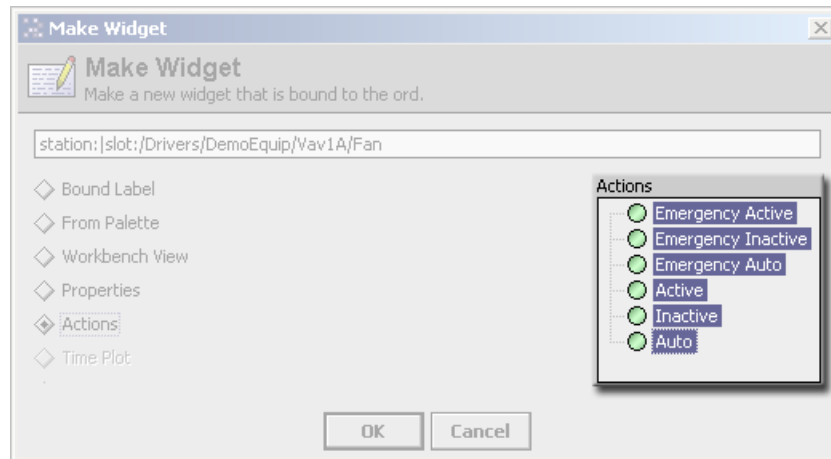 Make Widget
Make Widget
Make a new widget that is bound to the ord.
station:|slot:/Drivers/DemoEquip/Vav1A/Fan
Bound Label
From Palette
Workbench View
Properties
Actions
Time Plot
Actions
Emergency Active
Emergency Inactive
Emergency Auto
Active
Inactive
Auto
OK
Cancel